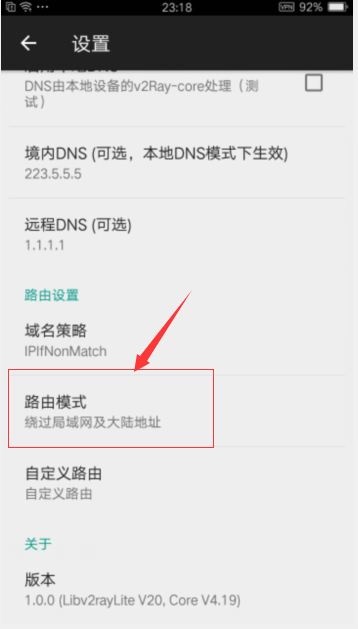 23:18
VPN 92%
设置
DNS由本地设备的v2Ray-core处理（测
试）
境内DNS (可选，本地DNS模式下生效)
223.5.5.5
远程DNS (可选)
1.1.1.1
路由设置
域名策略
IPIfNonMatch
路由模式
绕过局域网及大陆地址
自定义路由
自定义路由
关于
版本
1.0.0 (Libv2rayLite V20, Core V4.19)